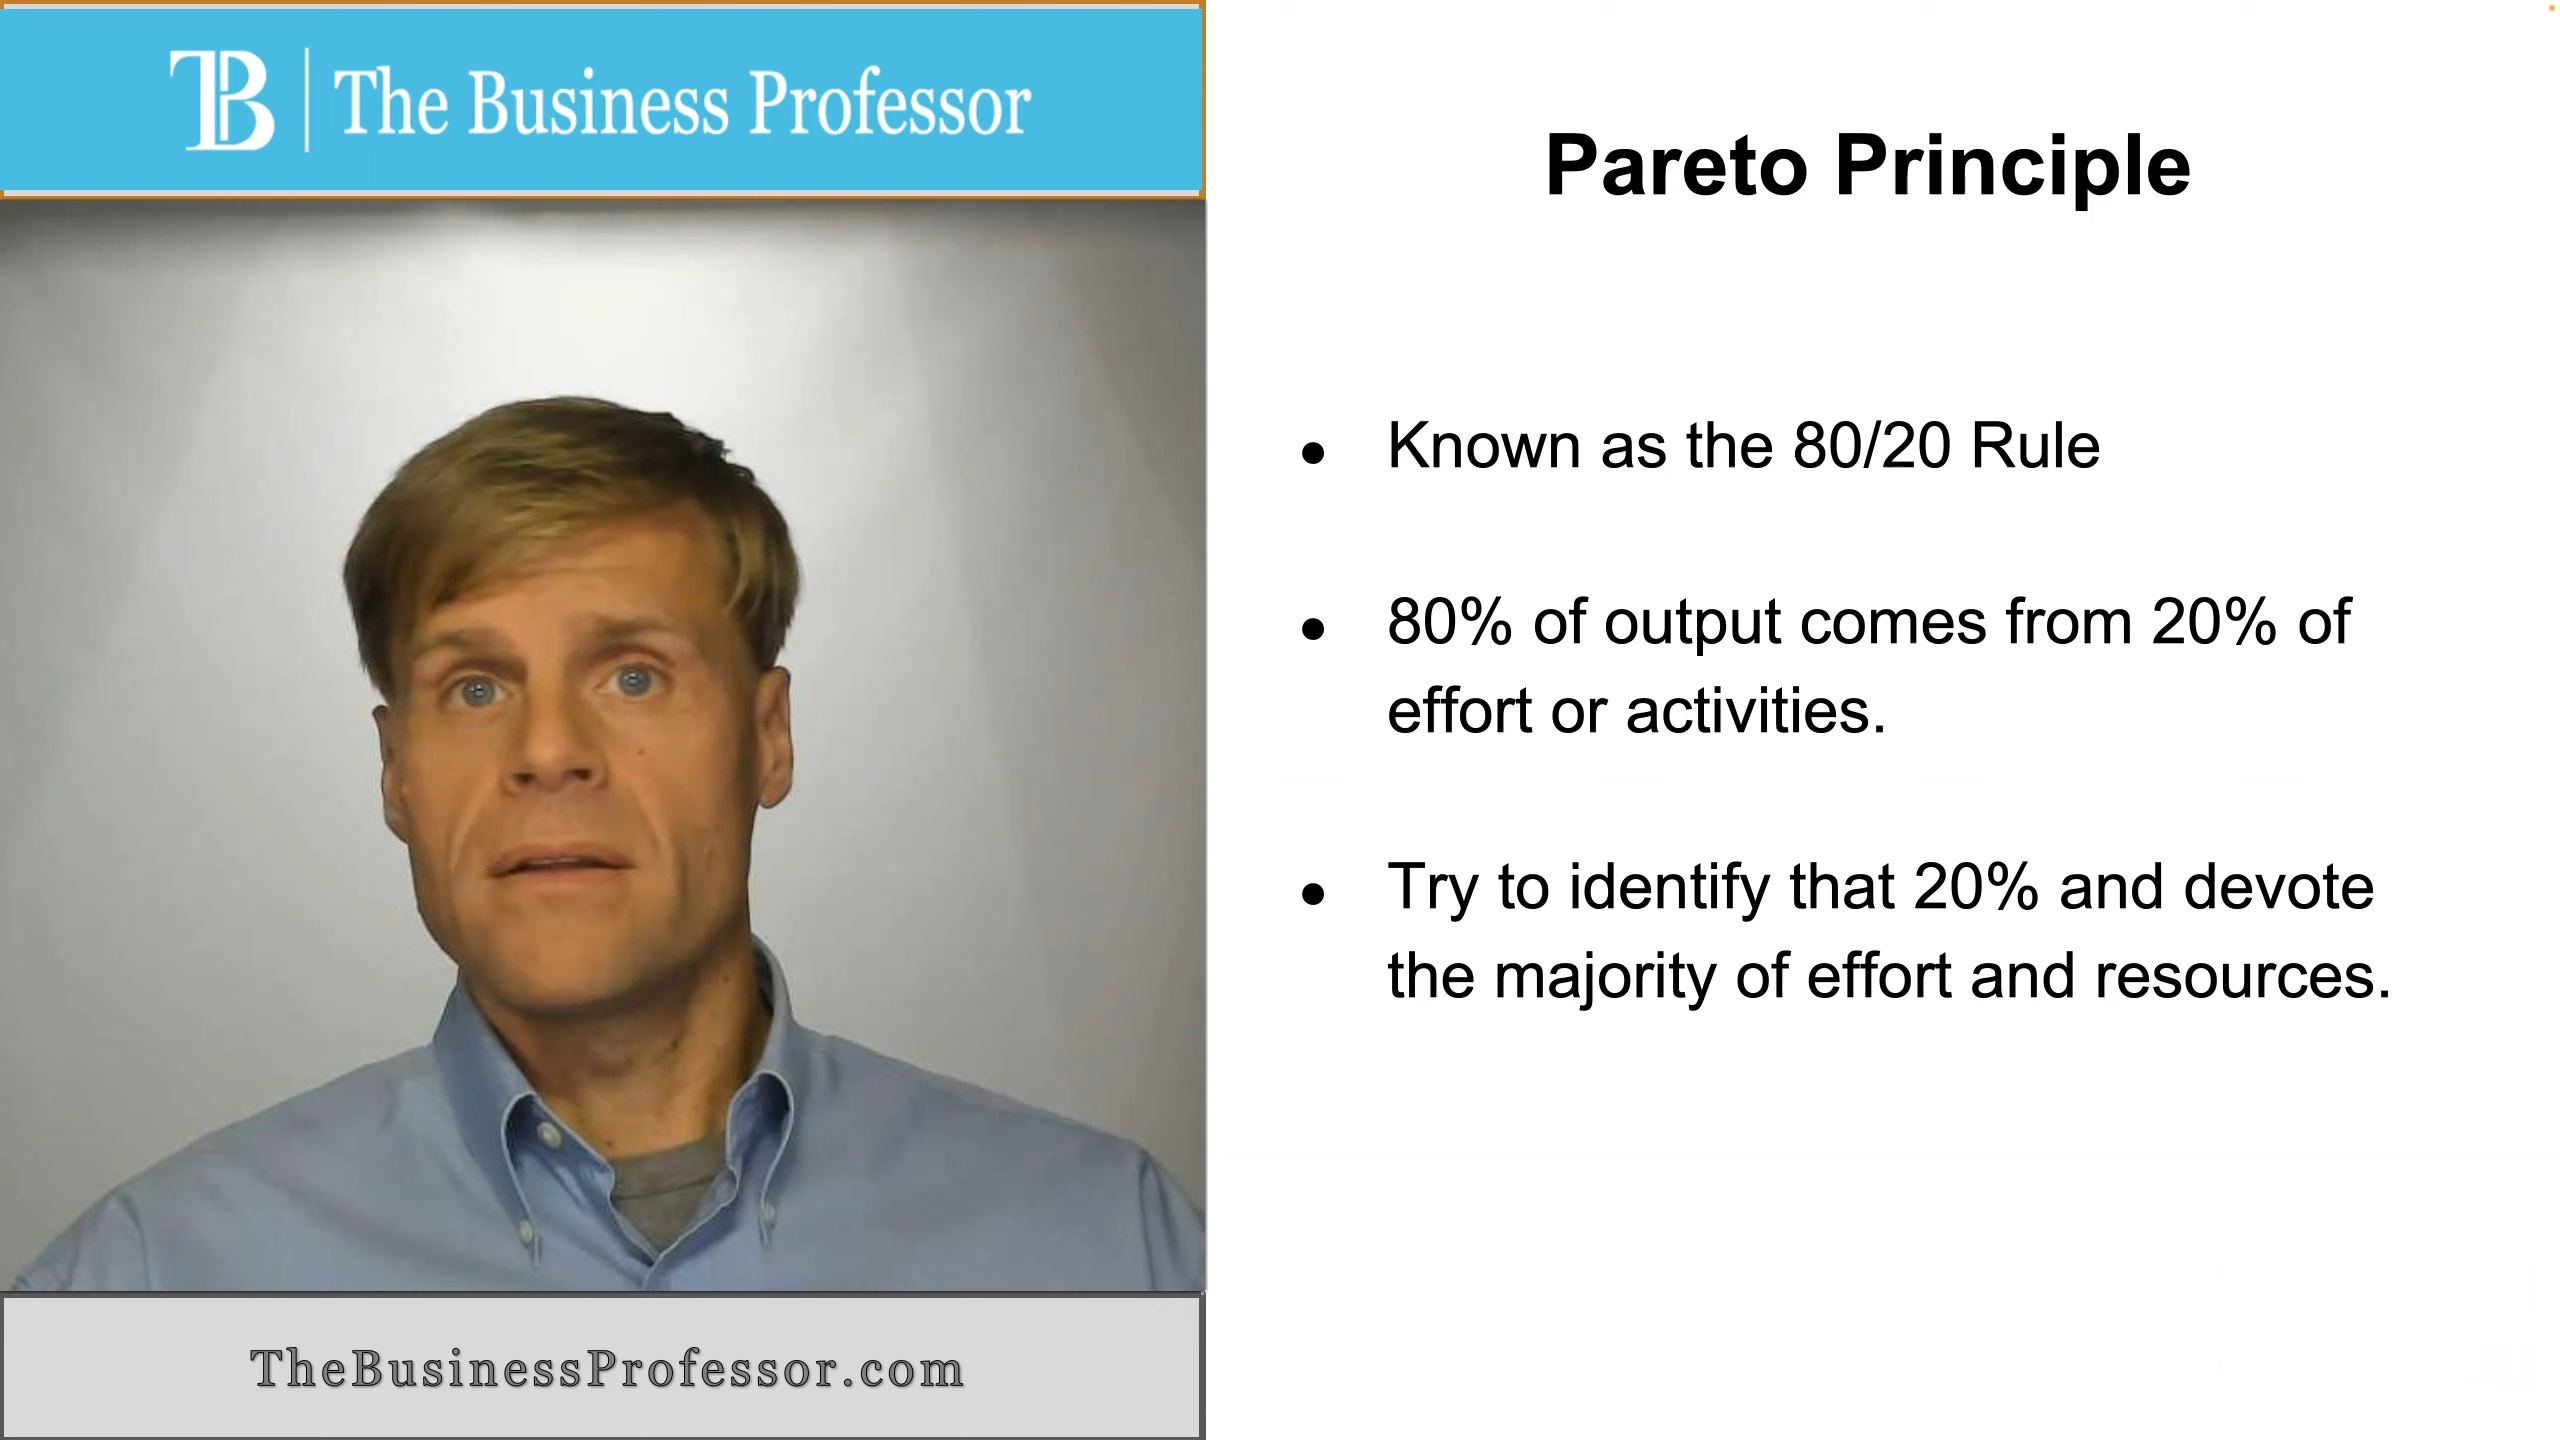 The Business Professor
Pareto Principle
● Known as the 80/20 Rule
● 80% of output comes from 20% of
effort or activities.
● Try to identify that 20% and devote
the majority of effort and resources.
TheBusinessProfessor.com